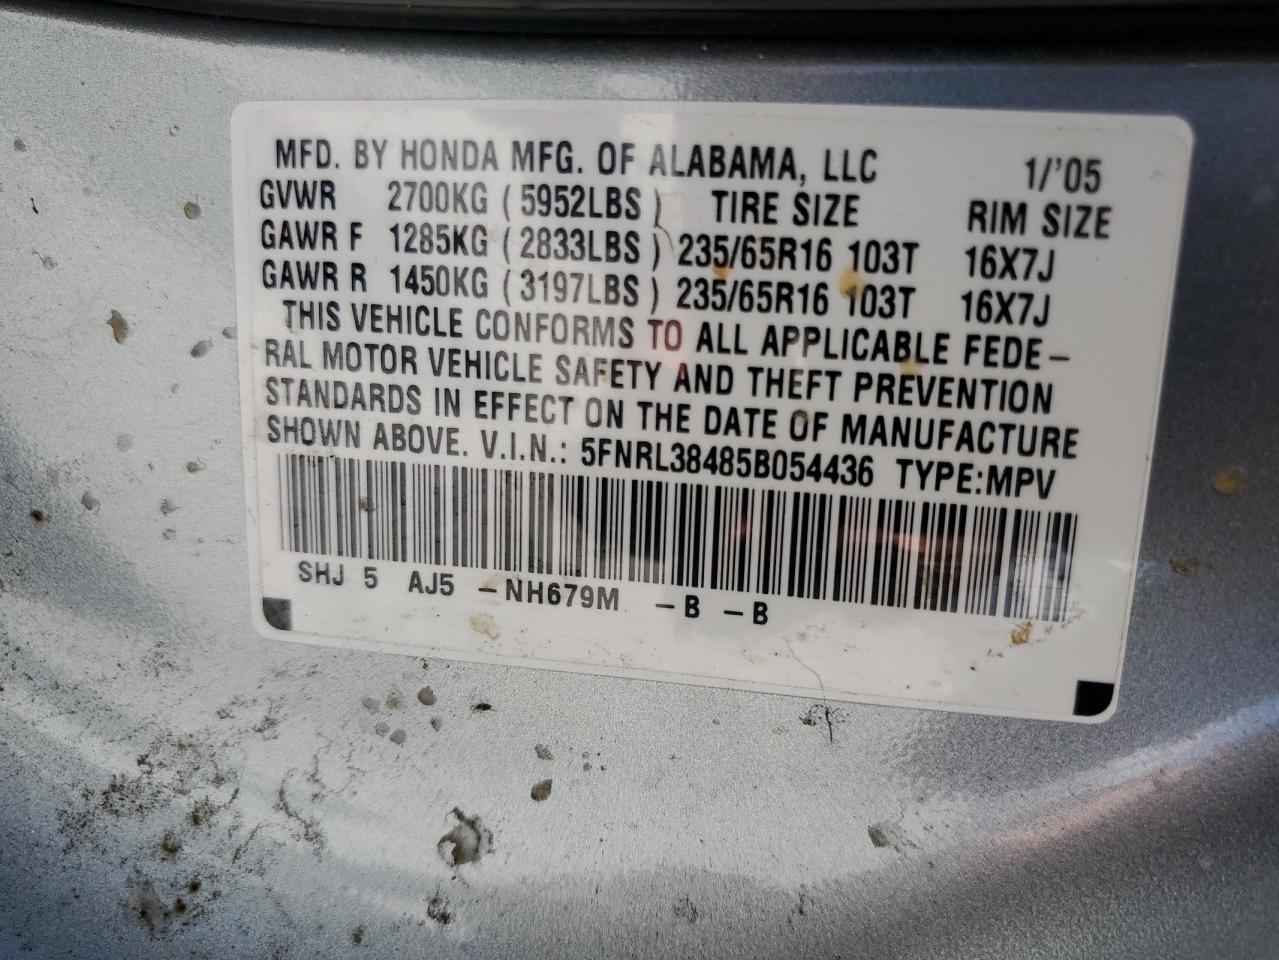 MFD. BY HONDA MFG. OF ALABAMA, LLC 1/'05
GVWR 2700KG ( 5952LBS ) TIRE SIZE RIM SIZE
GAWR F 1285KG ( 2833LBS ) 235/65R16 103T 16X7J
GAWR R 1450KG ( 3197LBS ) 235/65R16 103T 16X7J
THIS VEHICLE CONFORMS TO ALL APPLICABLE FEDE–
RAL MOTOR VEHICLE SAFETY AND THEFT PREVENTION
STANDARDS IN EFFECT ON THE DATE OF MANUFACTURE
SHOWN ABOVE. V.I.N.: 5FNRL38485B054436 TYPE:MPV
SHJ 5 AJ5 –NH679M –B –B